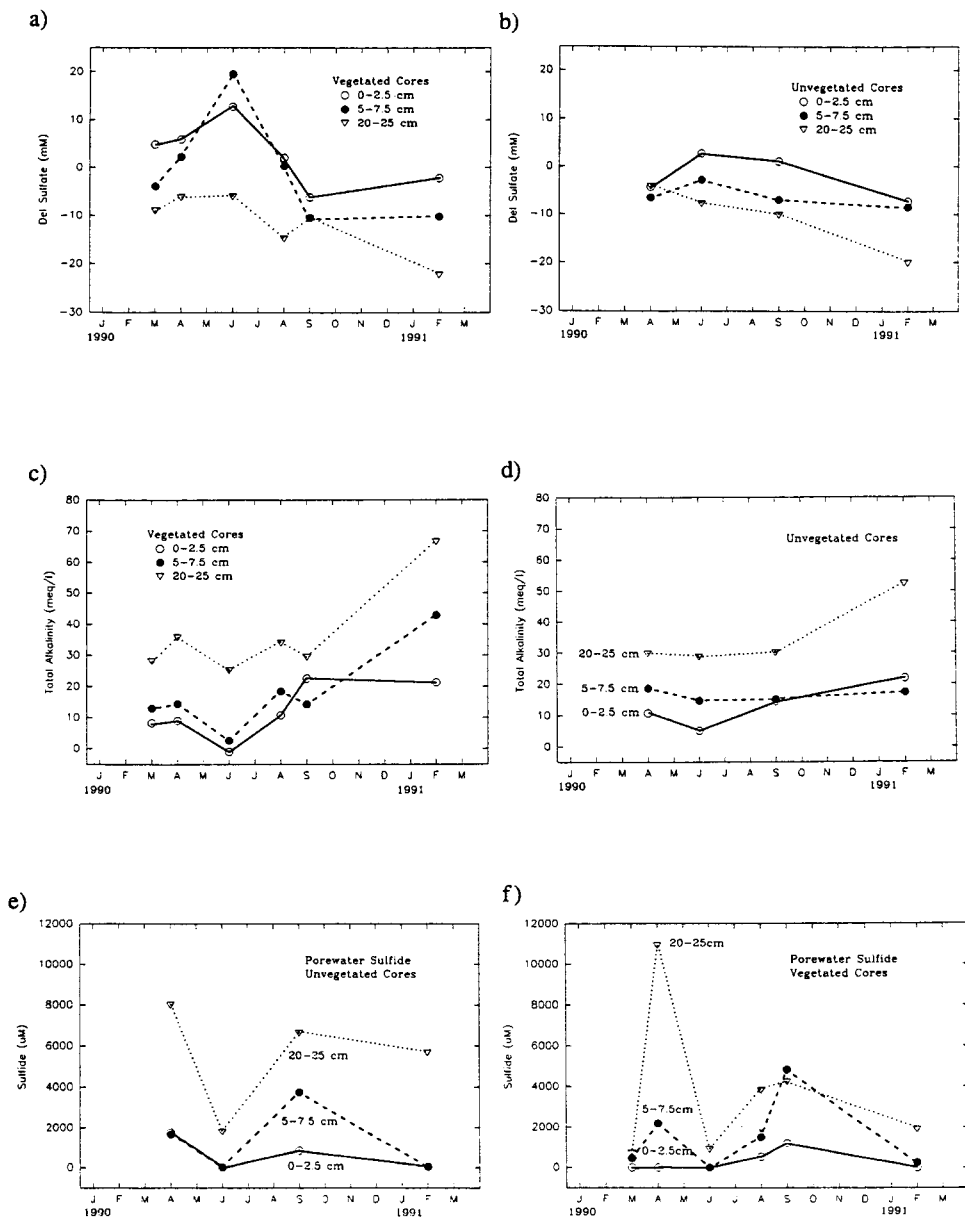 a)
20
10
0
−10
−20
−30
Del Sulfate (mM)
Vegetated Cores
0−2.5 cm
5−7.5 cm
20−25 cm
J F M A J A S O N D J F M
1990 1991
b)
20
10
0
−10
−20
−30
Del Sulfate (mM)
Unvegetated Cores
0−2.5 cm
5−7.5 cm
20−25 cm
J F A J S O N D J F M
1990 1991
c)
80
70
60
50
40
30
20
10
0
Total Alkalinity (meq/l)
Vegetated Cores
0−2.5 cm
5−7.5 cm
20−25 cm
J F M A J A S O N D J F M
1990 1991
d)
80
70
60
50
40
30
20
10
0
Total Alkalinity (meq/l)
Unvegetated Cores
20−25 cm
5−7.5 cm
0−2.5 cm
J F A J S O N D J F M
1990 1991
e)
12000
10000
8000
6000
4000
2000
0
Sulfide (uM)
Porewater Sulfide
Unvegetated Cores
20−25 cm
5−7.5 cm
0−2.5 cm
J F A J S O N D J F M
1990 1991
f)
12000
10000
8000
6000
4000
2000
0
Sulfide (uM)
20−25cm
Porewater Sulfide
Vegetated Cores
5−7.5cm
0−2.5cm
J F M A J A S O N D J F M
1990 1991